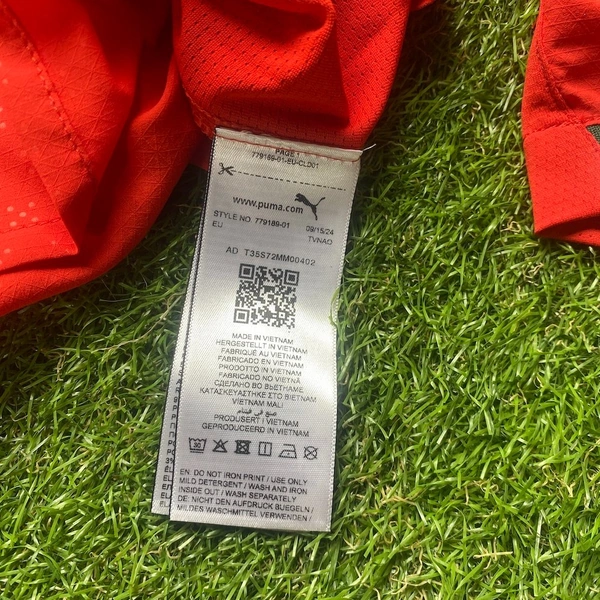 PAGE 1
779189-01-EU-CLD01
www.puma.com
STYLE NO. 779189-01
EU
09/15/24
TVNAO
AD T35S72MM00402
MADE IN VIETNAM
HERGESTELLT IN VIETNAM
FABRIQUÉ AU VIETNAM
FABRICADO EN VIETNAM
PRODOTTO IN VIETNAM
FABRICADO NO VIETNÃ
СДЕЛАНО ВО ВЬЕТНАМЕ
ΚΑΤΑΣΚΕΥΑΣΤΗΚΕ ΣΤΟ ΒΙΕΤΝΑΜ
VIETNAM MALI
صنع في فيتنام
PRODUSERT I VIETNAM
GEPRODUCEERD IN VIETNAM
30
EN: DO NOT IRON PRINT / USE ONLY
MILD DETERGENT / WASH AND IRON
INSIDE OUT / WASH SEPARATELY
DE: NICHT DEN AUFDRUCK BUEGELN /
MILDES WASCHMITTEL VERWENDEN /